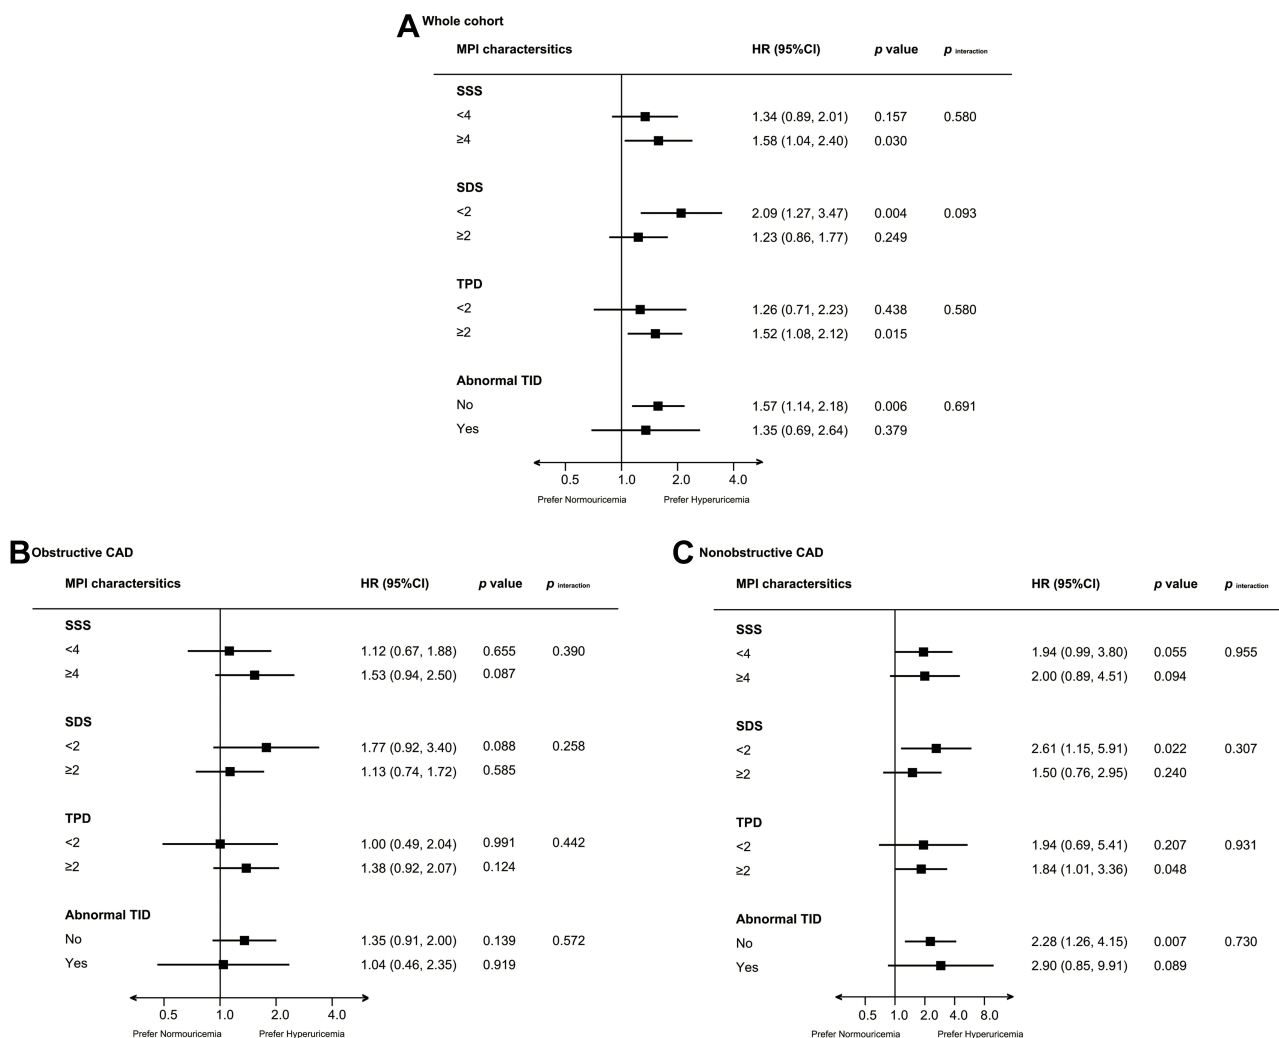 A Whole cohort
MPI charactersitics HR (95%CI) p value p interaction
SSS
<4 1.34 (0.89, 2.01) 0.157 0.580
≥4 1.58 (1.04, 2.40) 0.030
SDS
<2 2.09 (1.27, 3.47) 0.004 0.093
≥2 1.23 (0.86, 1.77) 0.249
TPD
<2 1.26 (0.71, 2.23) 0.438 0.580
≥2 1.52 (1.08, 2.12) 0.015
Abnormal TID
No 1.57 (1.14, 2.18) 0.006 0.691
Yes 1.35 (0.69, 2.64) 0.379
0.5 1.0 2.0 4.0
Prefer Normouricemia Prefer Hyperuricemia
B Obstructive CAD
MPI charactersitics HR (95%CI) p value p interaction
SSS
<4 1.12 (0.67, 1.88) 0.655 0.390
≥4 1.53 (0.94, 2.50) 0.087
SDS
<2 1.77 (0.92, 3.40) 0.088 0.258
≥2 1.13 (0.74, 1.72) 0.585
TPD
<2 1.00 (0.49, 2.04) 0.991 0.442
≥2 1.38 (0.92, 2.07) 0.124
Abnormal TID
No 1.35 (0.91, 2.00) 0.139 0.572
Yes 1.04 (0.46, 2.35) 0.919
0.5 1.0 2.0 4.0
Prefer Normouricemia Prefer Hyperuricemia
C Nonobstructive CAD
MPI charactersitics HR (95%CI) p value p interaction
SSS
<4 1.94 (0.99, 3.80) 0.055 0.955
≥4 2.00 (0.89, 4.51) 0.094
SDS
<2 2.61 (1.15, 5.91) 0.022 0.307
≥2 1.50 (0.76, 2.95) 0.240
TPD
<2 1.94 (0.69, 5.41) 0.207 0.931
≥2 1.84 (1.01, 3.36) 0.048
Abnormal TID
No 2.28 (1.26, 4.15) 0.007 0.730
Yes 2.90 (0.85, 9.91) 0.089
0.5 1.0 2.0 4.0 8.0
Prefer Normouricemia Prefer Hyperuricemia